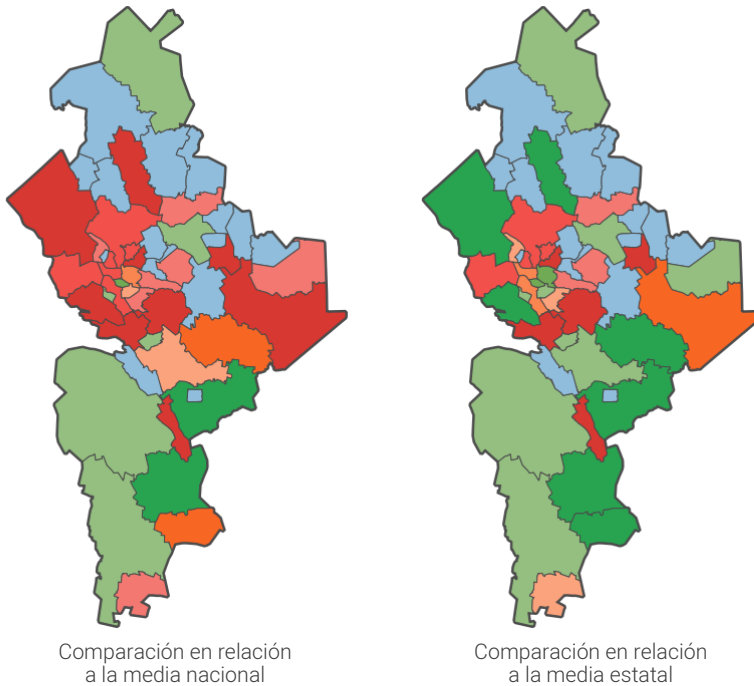 Comparación en relación
a la media nacional
Comparación en relación
a la media estatal